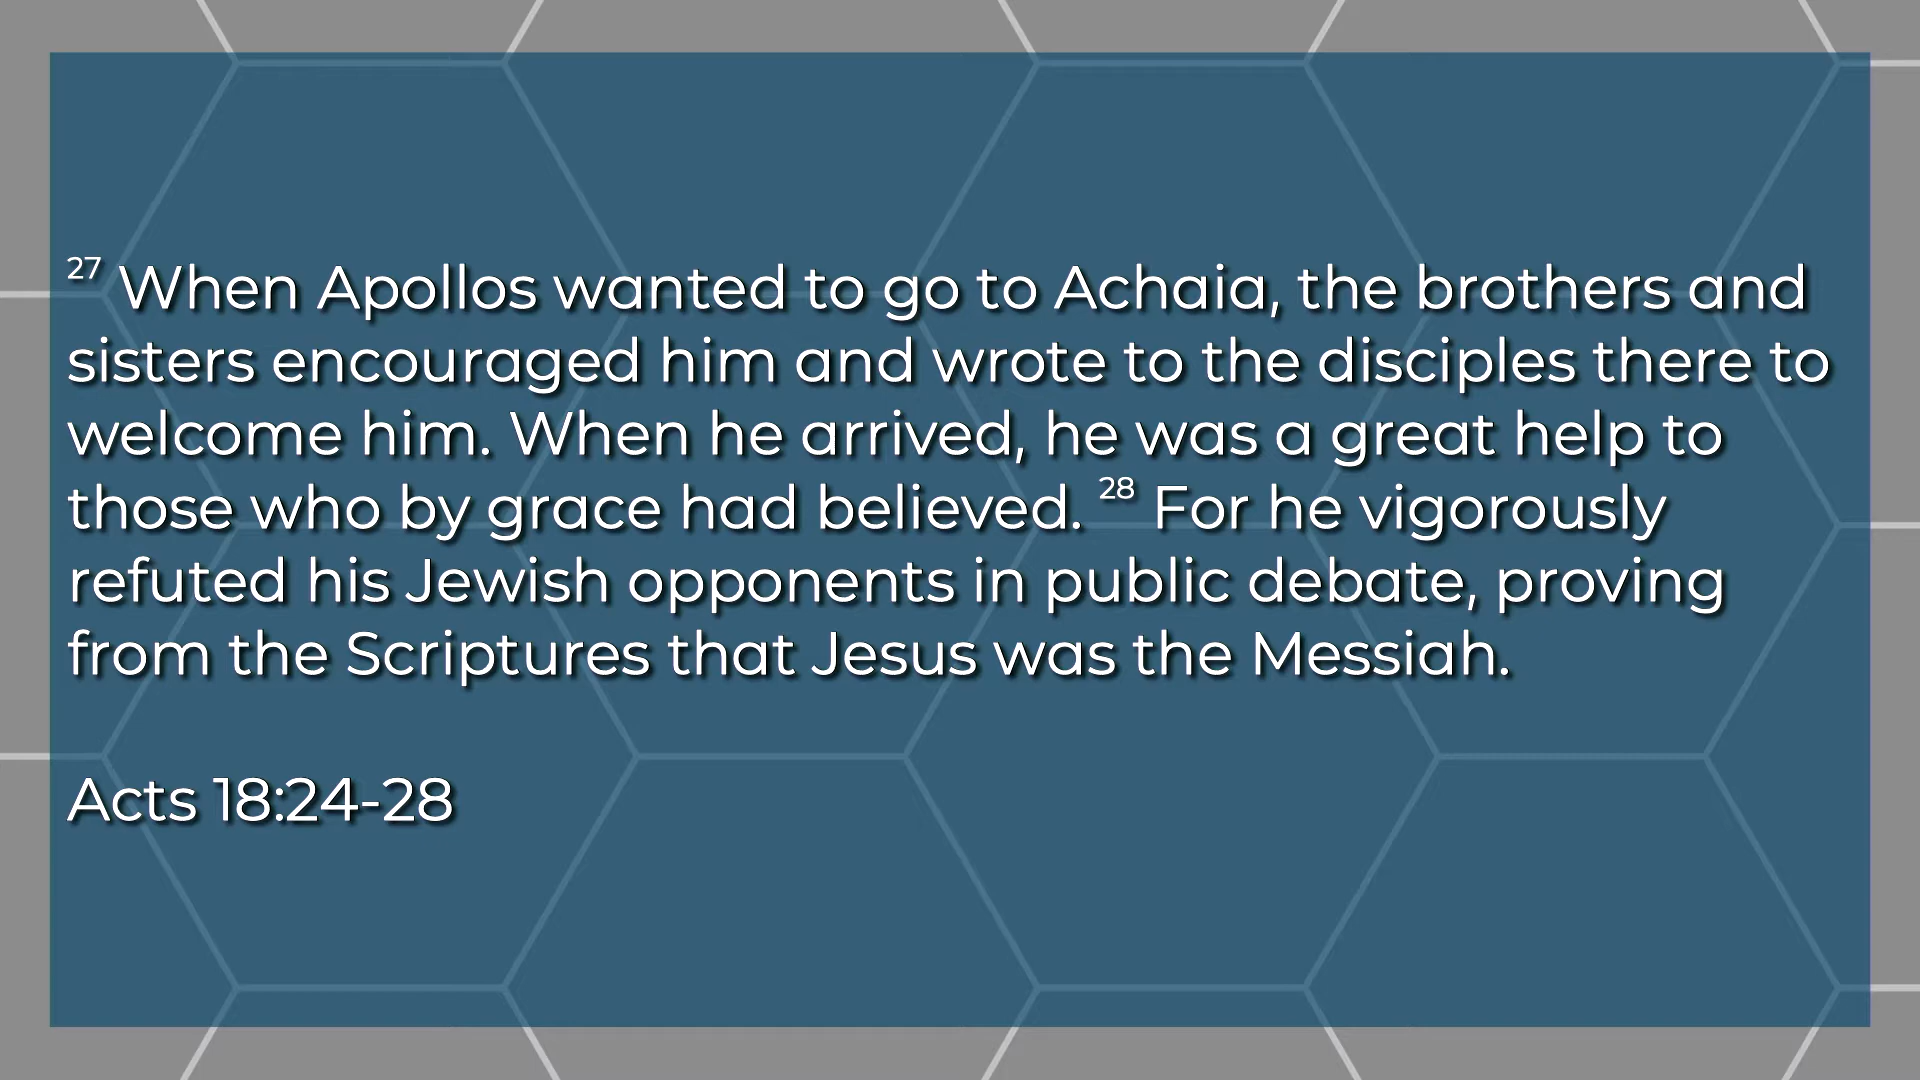 27 When Apollos wanted to go to Achaia, the brothers and
sisters encouraged him and wrote to the disciples there to
welcome him. When he arrived, he was a great help to
those who by grace had believed. 28 For he vigorously
refuted his Jewish opponents in public debate, proving
from the Scriptures that Jesus was the Messiah.
Acts 18:24-28